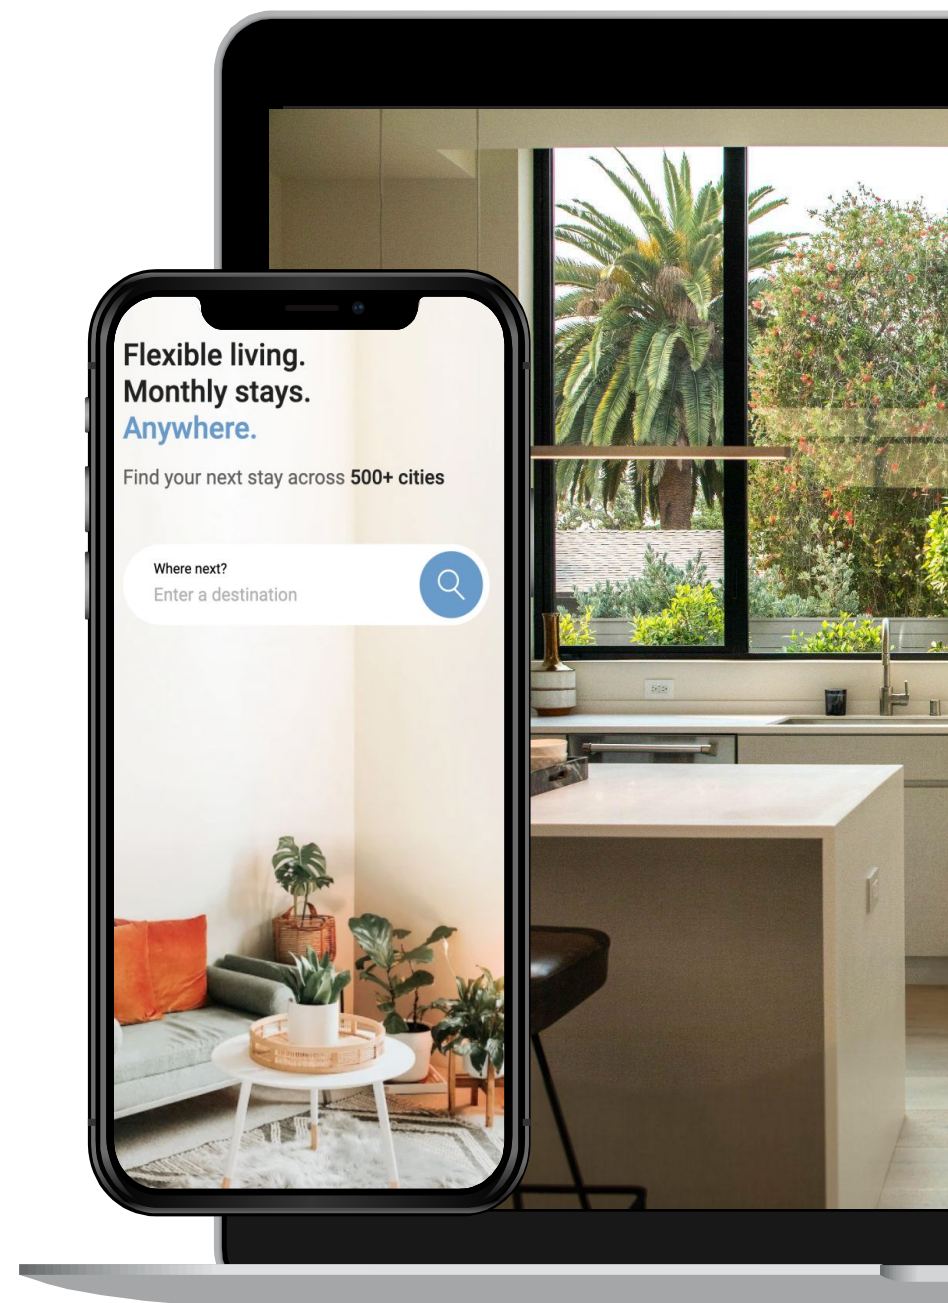 Flexible living.
Monthly stays.
Anywhere.
Find your next stay across 500+ cities
Where next?
Enter a destination